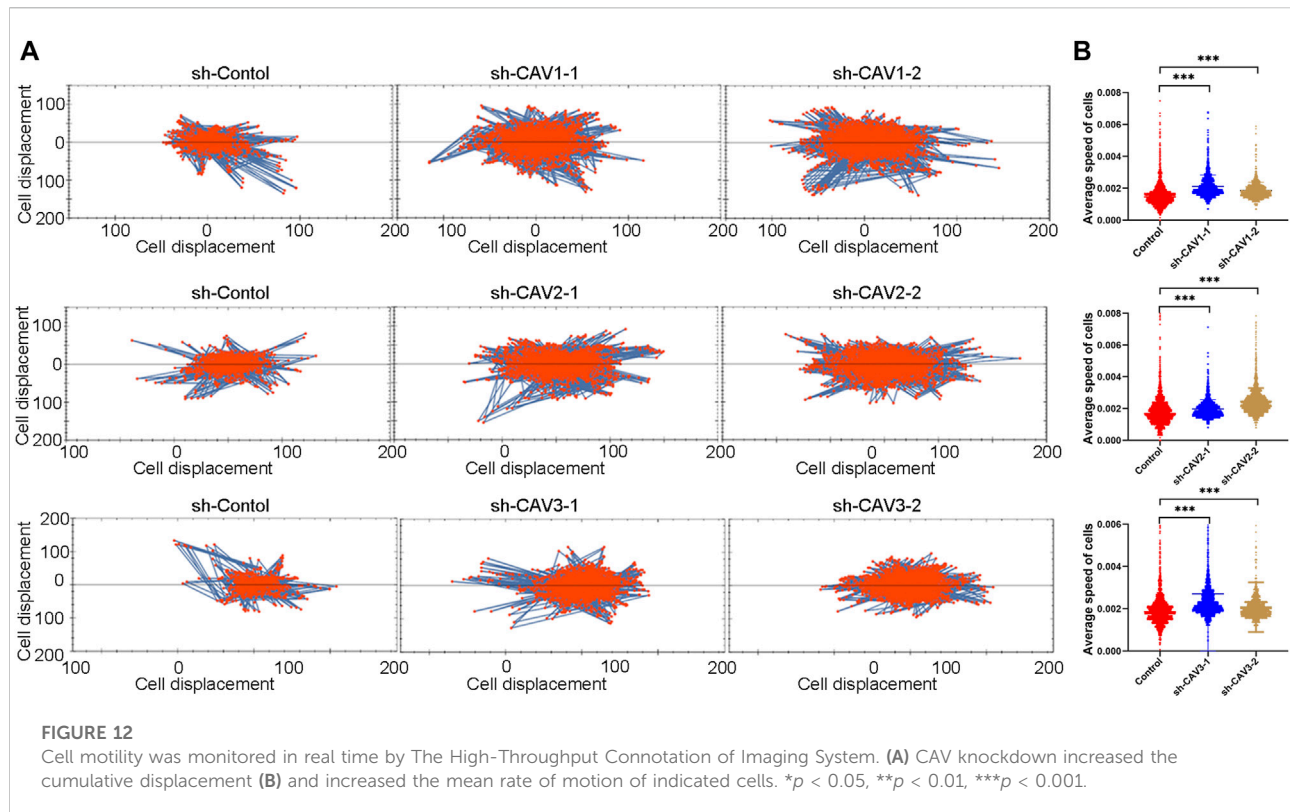 A
B
sh-Contol
sh-CAV1-1
sh-CAV1-2
Cell displacement
100
0
100
200
100
0
100
200
100
0
100
200
100
0
100
200
Cell displacement
Cell displacement
Cell displacement
***
***
Average speed of cells
0.008
0.006
0.004
0.002
0.000
Control
sh-CAV1-1
sh-CAV1-2
sh-Contol
sh-CAV2-1
sh-CAV2-2
Cell displacement
100
0
100
200
100
0
100
200
0
100
200
0
100
200
Cell displacement
Cell displacement
Cell displacement
***
***
Average speed of cells
0.008
0.006
0.004
0.002
0.000
Control
sh-CAV2-1
sh-CAV2-2
sh-Contol
sh-CAV3-1
sh-CAV3-2
Cell displacement
200
100
0
100
200
100
0
100
200
0
100
200
0
100
200
Cell displacement
Cell displacement
Cell displacement
***
***
Average speed of cells
0.006
0.004
0.002
0.000
Control
sh-CAV3-1
sh-CAV3-2
FIGURE 12
Cell motility was monitored in real time by The High-Throughput Connotation of Imaging System. (A) CAV knockdown increased the
cumulative displacement (B) and increased the mean rate of motion of indicated cells. *p < 0.05, **p < 0.01, ***p < 0.001.